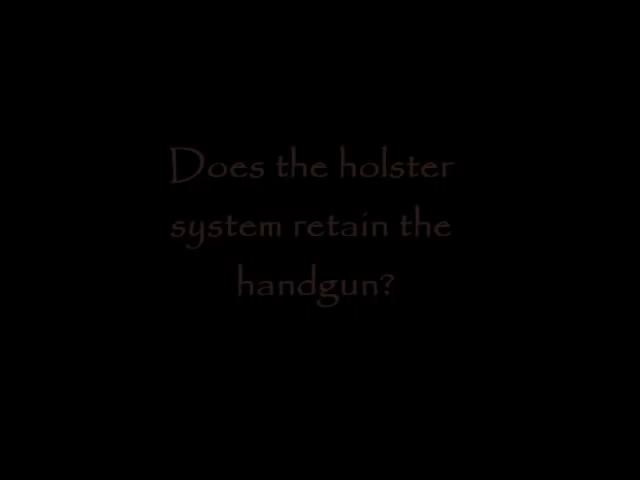 Does the holster
system retain the
handgun?